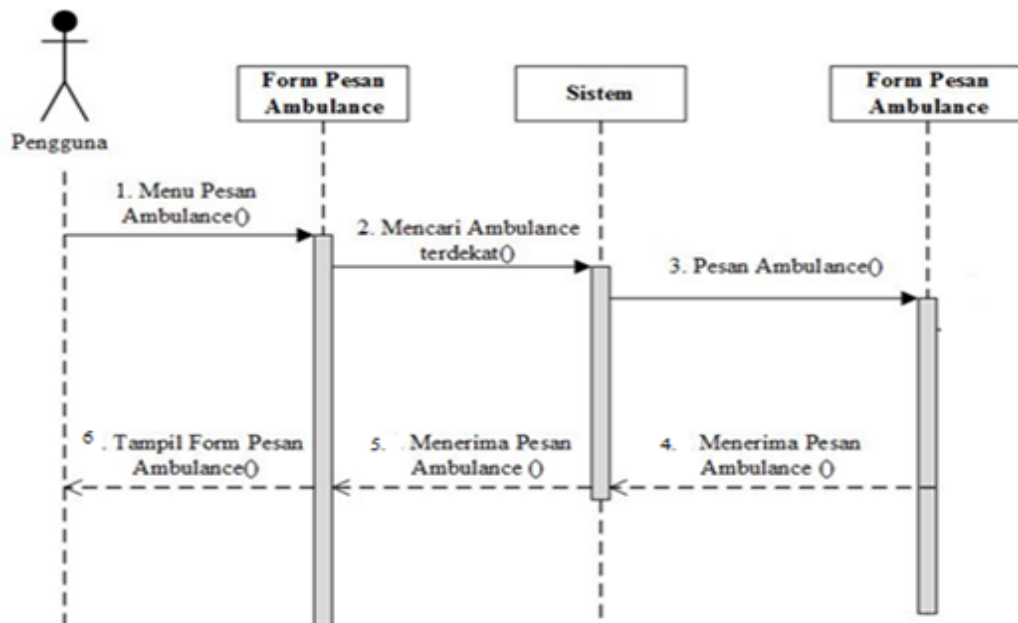 Pengguna
Form Pesan
Ambulance
Sistem
Form Pesan
Ambulance
1. Menu Pesan
Ambulance()
2. Mencari Ambulance
terdekat()
3. Pesan Ambulance()
6 . Tampil Form Pesan
Ambulance()
5. . Menerima Pesan
Ambulance ()
4. Menerima Pesan
Ambulance ()